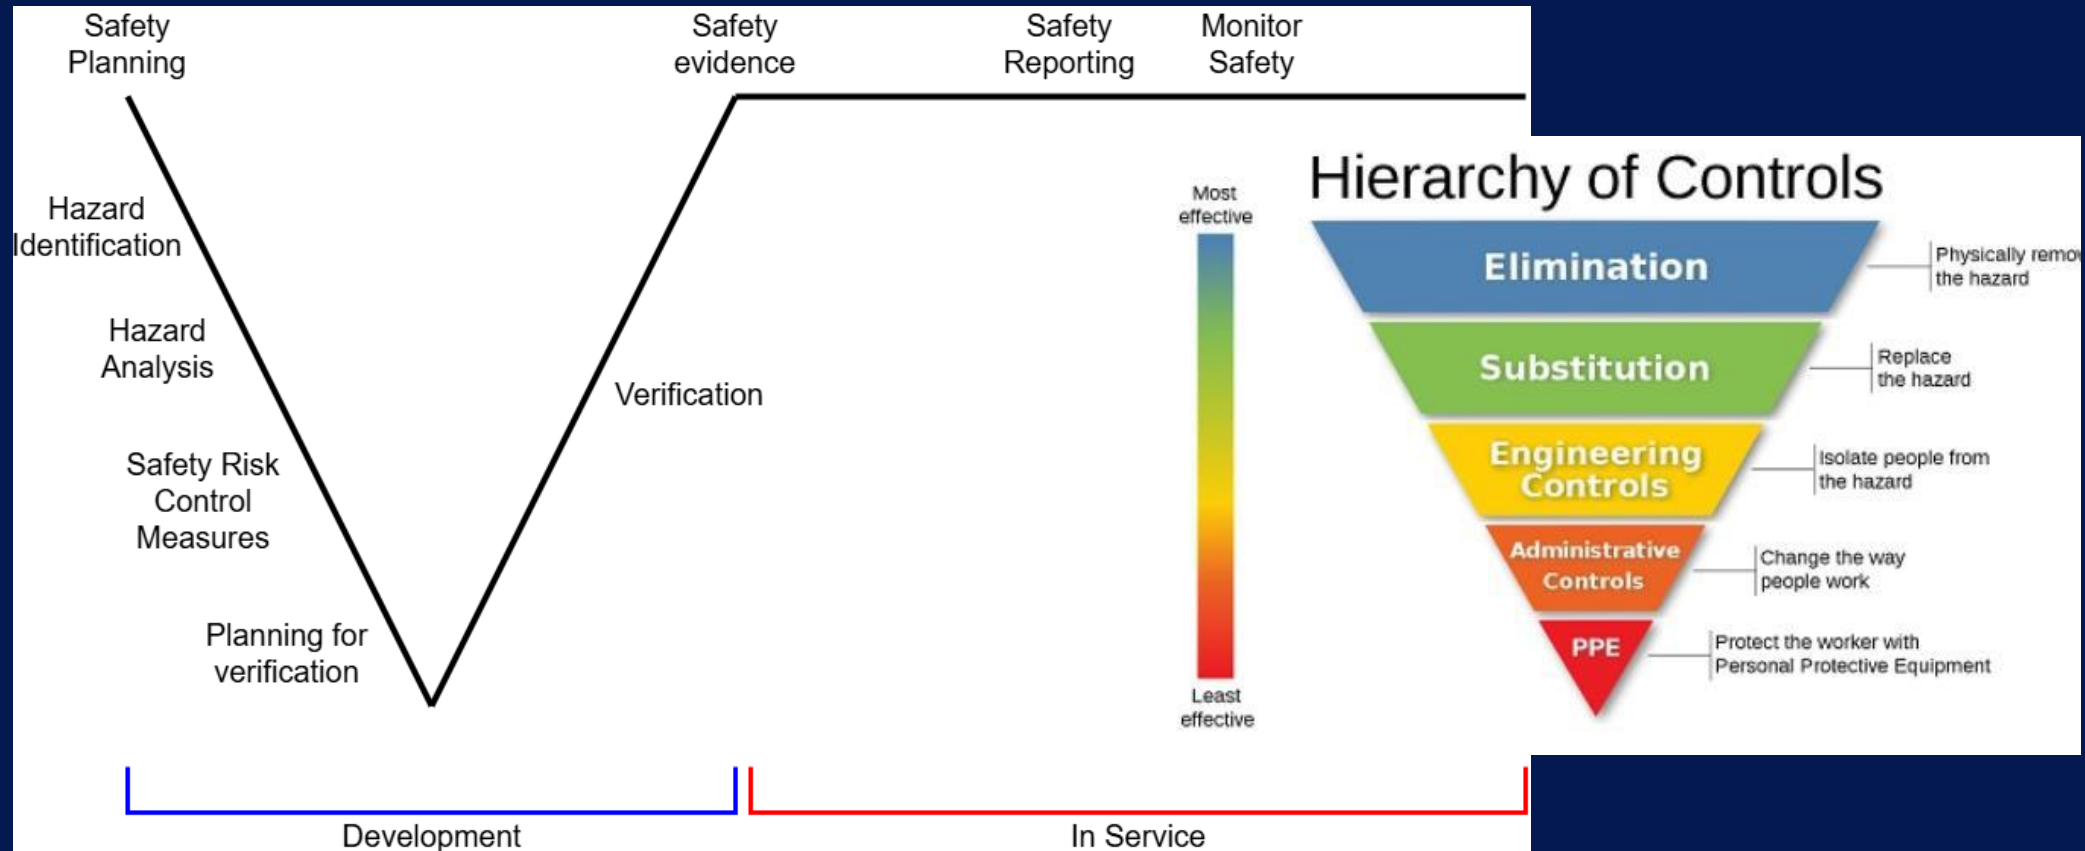 Safety
Planning
Safety
evidence
Safety
Reporting
Monitor
Safety
Hazard
Identification
Hazard
Analysis
Safety Risk
Control
Measures
Planning for
verification
Verification
Development
In Service
Hierarchy of Controls
Most
effective
Least
effective
Elimination
Physically remov
the hazard
Substitution
Replace
the hazard
Engineering
Controls
Isolate people from
the hazard
Administrative
Controls
Change the way
people work
PPE
Protect the worker with
Personal Protective Equipment